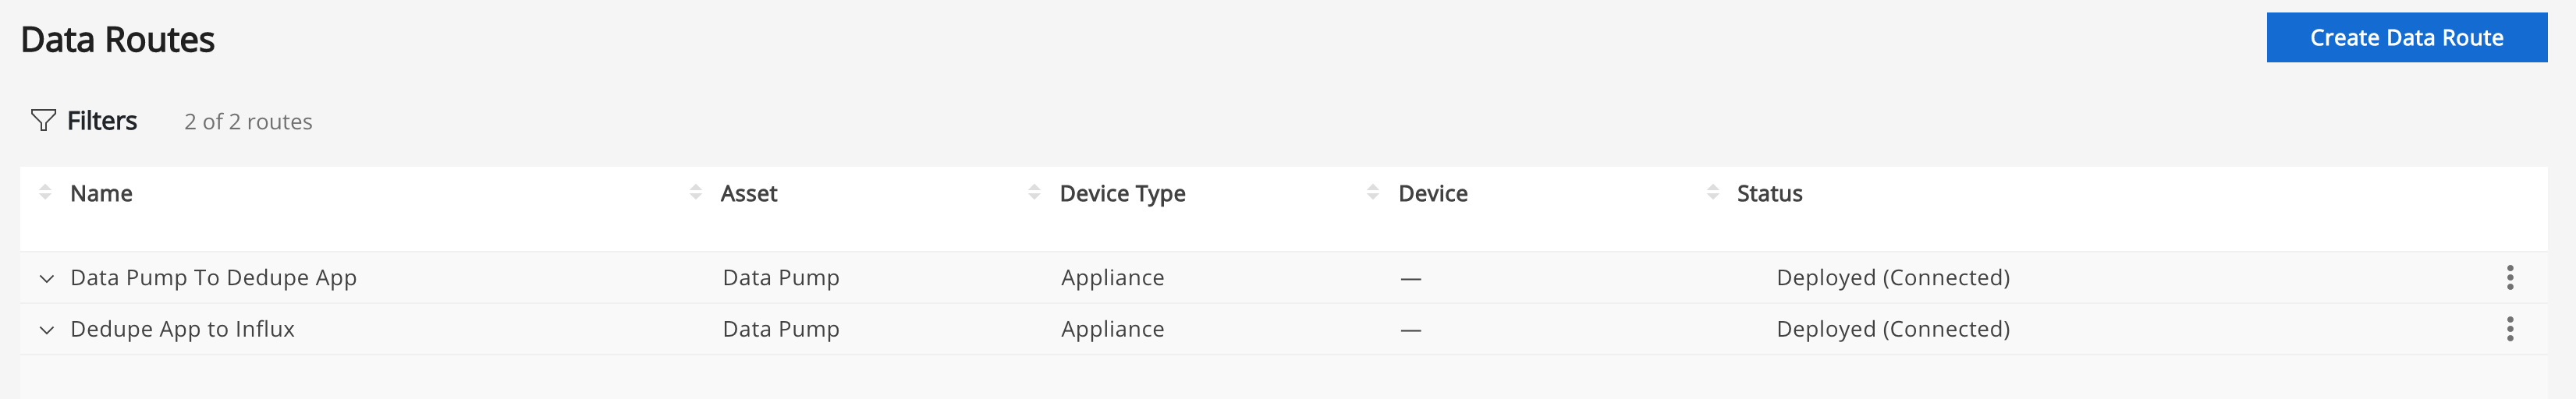 Data Routes
Create Data Route
Filters 2 of 2 routes
Name Asset Device Type Device Status
Data Pump To Dedupe App Data Pump Appliance — Deployed (Connected)
Dedupe App to Influx Data Pump Appliance — Deployed (Connected)